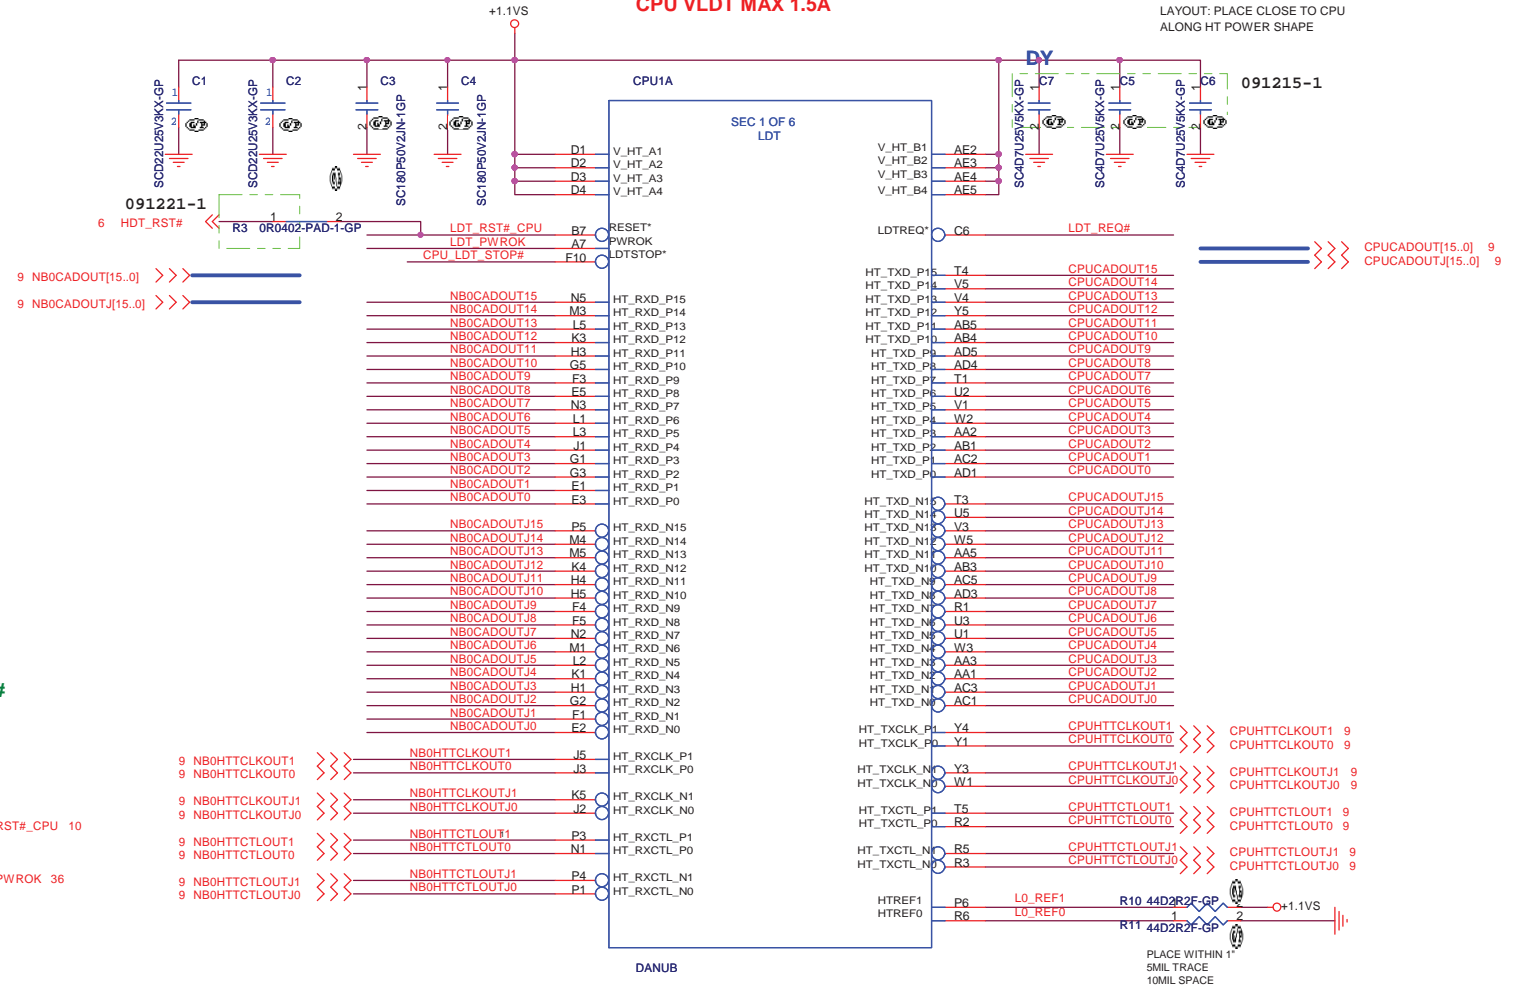 CPU VLDT MAX 1.5A
+1.1VS
LAYOUT: PLACE CLOSE TO CPU
ALONG HT POWER SHAPE
DY
091215-1
C1
SCD22U25V3KX-GP
1
2
C2
SCD22U25V3KX-GP
1
2
C3
SC180P50V2JN-1GP
1
2
C4
SC180P50V2JN-1GP
1
2
C7
SC4D7U25V5KX-GP
1
2
C5
SC4D7U25V5KX-GP
1
2
C6
SC4D7U25V5KX-GP
1
2
CPU1A
SEC 1 OF 6
LDT
D1 V_HT_A1
D2 V_HT_A2
D3 V_HT_A3
D4 V_HT_A4
V_HT_B1 AE2
V_HT_B2 AE3
V_HT_B3 AE4
V_HT_B4 AE5
091221-1
6 HDT_RST#
1 2
R3 0R0402-PAD-1-GP
LDT_RST#_CPU B7 RESET*
LDT_PWROK A7 PWROK
CPU_LDT_STOP# F10 LDTSTOP*
LDTREQ* C6 LDT_REQ#
CPUCADOUT[15..0] 9
CPUCADOUTJ[15..0] 9
9 NB0CADOUT[15..0]
9 NB0CADOUTJ[15..0]
NB0CADOUT15 N5 HT_RXD_P15
NB0CADOUT14 M3 HT_RXD_P14
NB0CADOUT13 L5 HT_RXD_P13
NB0CADOUT12 K3 HT_RXD_P12
NB0CADOUT11 H3 HT_RXD_P11
NB0CADOUT10 G5 HT_RXD_P10
NB0CADOUT9 F3 HT_RXD_P9
NB0CADOUT8 E5 HT_RXD_P8
NB0CADOUT7 N3 HT_RXD_P7
NB0CADOUT6 L1 HT_RXD_P6
NB0CADOUT5 L3 HT_RXD_P5
NB0CADOUT4 J1 HT_RXD_P4
NB0CADOUT3 G1 HT_RXD_P3
NB0CADOUT2 G3 HT_RXD_P2
NB0CADOUT1 E1 HT_RXD_P1
NB0CADOUT0 E3 HT_RXD_P0
HT_TXD_P15 T4 CPUCADOUT15
HT_TXD_P14 V5 CPUCADOUT14
HT_TXD_P13 V4 CPUCADOUT13
HT_TXD_P12 Y5 CPUCADOUT12
HT_TXD_P11 AB5 CPUCADOUT11
HT_TXD_P10 AB4 CPUCADOUT10
HT_TXD_P9 AD5 CPUCADOUT9
HT_TXD_P8 AD4 CPUCADOUT8
HT_TXD_P7 T1 CPUCADOUT7
HT_TXD_P6 U2 CPUCADOUT6
HT_TXD_P5 V1 CPUCADOUT5
HT_TXD_P4 W2 CPUCADOUT4
HT_TXD_P3 AA2 CPUCADOUT3
HT_TXD_P2 AB1 CPUCADOUT2
HT_TXD_P1 AC2 CPUCADOUT1
HT_TXD_P0 AD1 CPUCADOUT0
NB0CADOUTJ15 P5 HT_RXD_N15
NB0CADOUTJ14 M4 HT_RXD_N14
NB0CADOUTJ13 M5 HT_RXD_N13
NB0CADOUTJ12 K4 HT_RXD_N12
NB0CADOUTJ11 H4 HT_RXD_N11
NB0CADOUTJ10 H5 HT_RXD_N10
NB0CADOUTJ9 F4 HT_RXD_N9
NB0CADOUTJ8 F5 HT_RXD_N8
NB0CADOUTJ7 N2 HT_RXD_N7
NB0CADOUTJ6 M1 HT_RXD_N6
NB0CADOUTJ5 L2 HT_RXD_N5
NB0CADOUTJ4 K1 HT_RXD_N4
NB0CADOUTJ3 H1 HT_RXD_N3
NB0CADOUTJ2 G2 HT_RXD_N2
NB0CADOUTJ1 F1 HT_RXD_N1
NB0CADOUTJ0 E2 HT_RXD_N0
HT_TXD_N15 T3 CPUCADOUTJ15
HT_TXD_N14 U5 CPUCADOUTJ14
HT_TXD_N13 V3 CPUCADOUTJ13
HT_TXD_N12 W5 CPUCADOUTJ12
HT_TXD_N11 AA5 CPUCADOUTJ11
HT_TXD_N10 AB3 CPUCADOUTJ10
HT_TXD_N9 AC5 CPUCADOUTJ9
HT_TXD_N8 AD3 CPUCADOUTJ8
HT_TXD_N7 R1 CPUCADOUTJ7
HT_TXD_N6 U3 CPUCADOUTJ6
HT_TXD_N5 U1 CPUCADOUTJ5
HT_TXD_N4 W3 CPUCADOUTJ4
HT_TXD_N3 AA3 CPUCADOUTJ3
HT_TXD_N2 AA1 CPUCADOUTJ2
HT_TXD_N1 AC3 CPUCADOUTJ1
HT_TXD_N0 AC1 CPUCADOUTJ0
#
RST#_CPU 10
PWROK 36
9 NB0HTTCLKOUT1 NB0HTTCLKOUT1 J5 HT_RXCLK_P1
9 NB0HTTCLKOUT0 NB0HTTCLKOUT0 J3 HT_RXCLK_P0
9 NB0HTTCLKOUTJ1 NB0HTTCLKOUTJ1 K5 HT_RXCLK_N1
9 NB0HTTCLKOUTJ0 NB0HTTCLKOUTJ0 J2 HT_RXCLK_N0
9 NB0HTTCTLOUT1 NB0HTTCTLOUT1 P3 HT_RXCTL_P1
9 NB0HTTCTLOUT0 NB0HTTCTLOUT0 N1 HT_RXCTL_P0
9 NB0HTTCTLOUTJ1 NB0HTTCTLOUTJ1 P4 HT_RXCTL_N1
9 NB0HTTCTLOUTJ0 NB0HTTCTLOUTJ0 P1 HT_RXCTL_N0
HT_TXCLK_P1 Y4 CPUHTTCLKOUT1 CPUHTTCLKOUT1 9
HT_TXCLK_P0 Y1 CPUHTTCLKOUT0 CPUHTTCLKOUT0 9
HT_TXCLK_N1 Y3 CPUHTTCLKOUTJ1 CPUHTTCLKOUTJ1 9
HT_TXCLK_N0 W1 CPUHTTCLKOUTJ0 CPUHTTCLKOUTJ0 9
HT_TXCTL_P1 T5 CPUHTTCTLOUT1 CPUHTTCTLOUT1 9
HT_TXCTL_P0 R2 CPUHTTCTLOUT0 CPUHTTCTLOUT0 9
HT_TXCTL_N1 R5 CPUHTTCTLOUTJ1 CPUHTTCTLOUTJ1 9
HT_TXCTL_N0 R3 CPUHTTCTLOUTJ0 CPUHTTCTLOUTJ0 9
HTREF1 P6 L0_REF1 R10 44D2R2F-GP 2 +1.1VS
HTREF0 R6 L0_REF0 1 2
R11 44D2R2F-GP
PLACE WITHIN 1"
5MIL TRACE
10MIL SPACE
DANUB